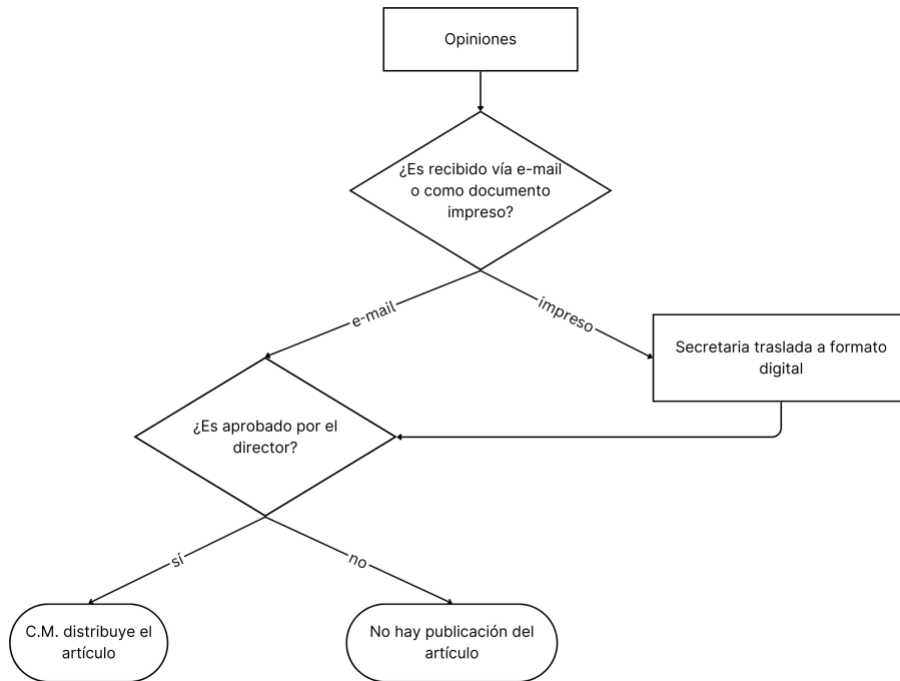 Opiniones
¿Es recibido vía e-mail
o como documento
impreso?
e-mail
impreso
Secretaria traslada a formato
digital
¿Es aprobado por el
director?
sí
no
C.M. distribuye el
artículo
No hay publicación del
artículo